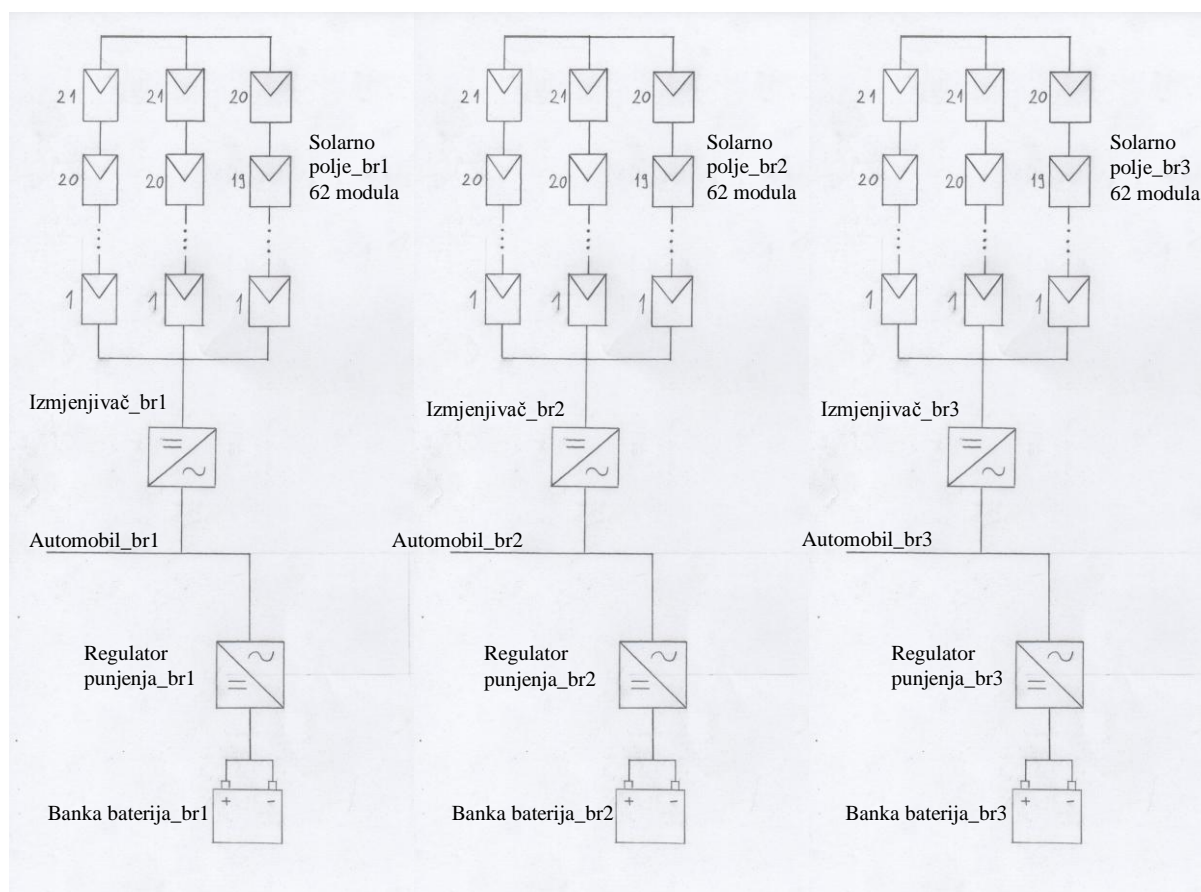 21 21 20
20 20 19
1 1 1
Solarno
polje_br1
62 modula
Izmjenjivač_br1
Automobil_br1
Regulator
punjenja_br1
+ -
Banka baterija_br1
21 21 20
20 20 19
1 1 1
Solarno
polje_br2
62 modula
Izmjenjivač_br2
Automobil_br2
Regulator
punjenja_br2
+ -
Banka baterija_br2
21 21 20
20 20 19
1 1 1
Solarno
polje_br3
62 modula
Izmjenjivač_br3
Automobil_br3
Regulator
punjenja_br3
+ -
Banka baterija_br3